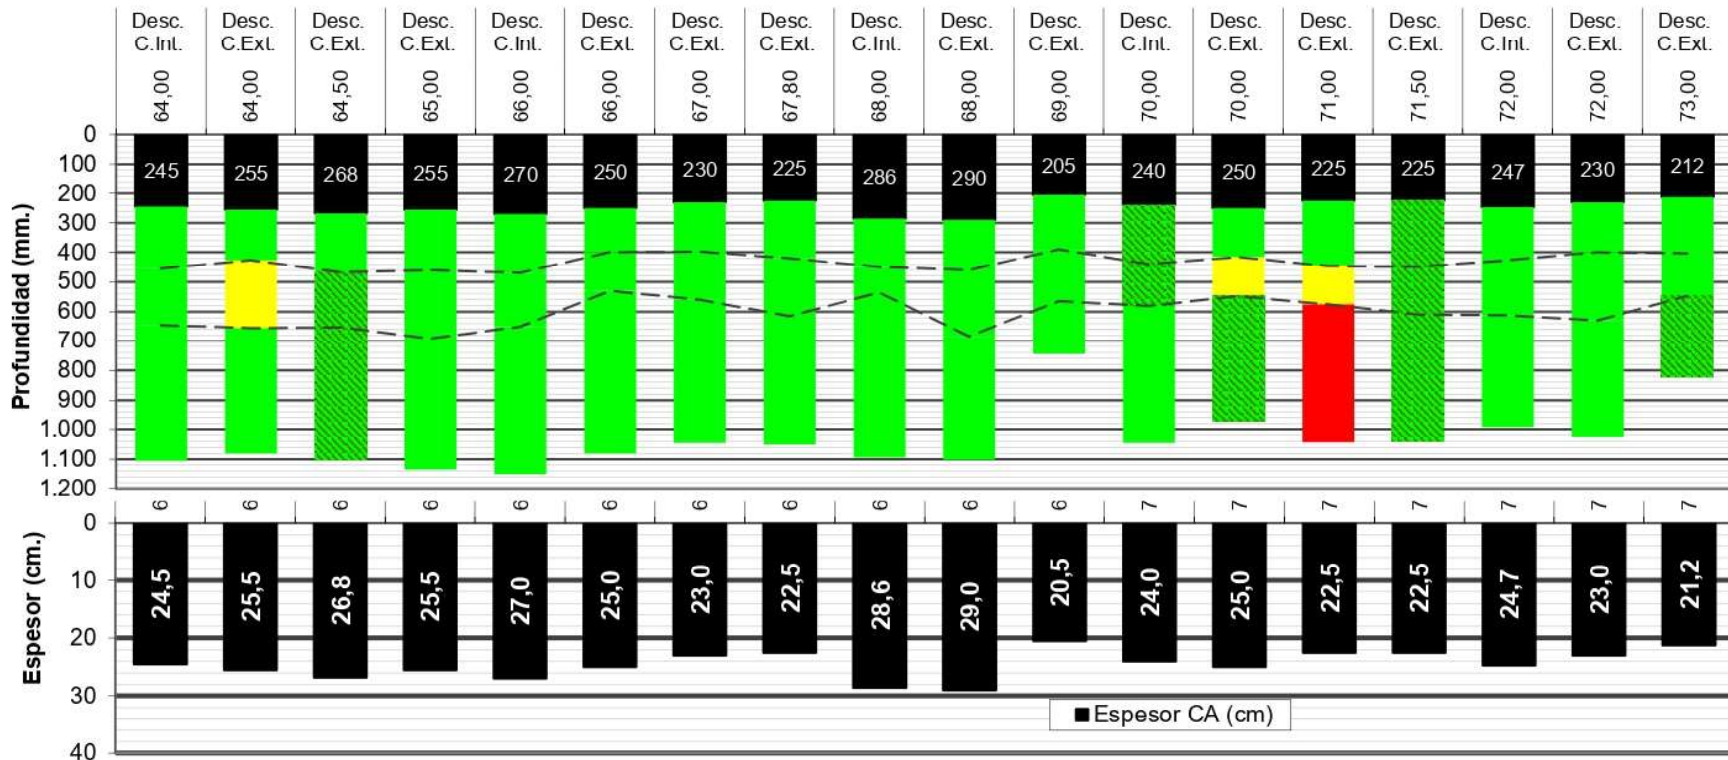 Desc. Desc. Desc. Desc. Desc. Desc. Desc. Desc. Desc. Desc. Desc. Desc. Desc. Desc. Desc. Desc. Desc. Desc.
C.Int. C.Ext. C.Ext. C.Ext. C.Int. C.Ext. C.Ext. C.Ext. C.Int. C.Ext. C.Ext. C.Int. C.Ext. C.Ext. C.Ext. C.Int. C.Ext. C.Ext.
64,00 64,00 64,50 65,00 66,00 66,00 67,00 67,80 68,00 68,00 69,00 70,00 70,00 71,00 71,50 72,00 72,00 73,00
Profundidad (mm.)
0
100
200
300
400
500
600
700
800
900
1.000
1.100
1.200
245 255 268 255 270 250 230 225 286 290 205 240 250 225 225 247 230 212
6 6 6 6 6 6 6 6 6 6 6 7 7 7 7 7 7 7
Espesor (cm.)
0
10
20
30
40
24,5 25,5 26,8 25,5 27,0 25,0 23,0 22,5 28,6 29,0 20,5 24,0 25,0 22,5 22,5 24,7 23,0 21,2
Espesor CA (cm)